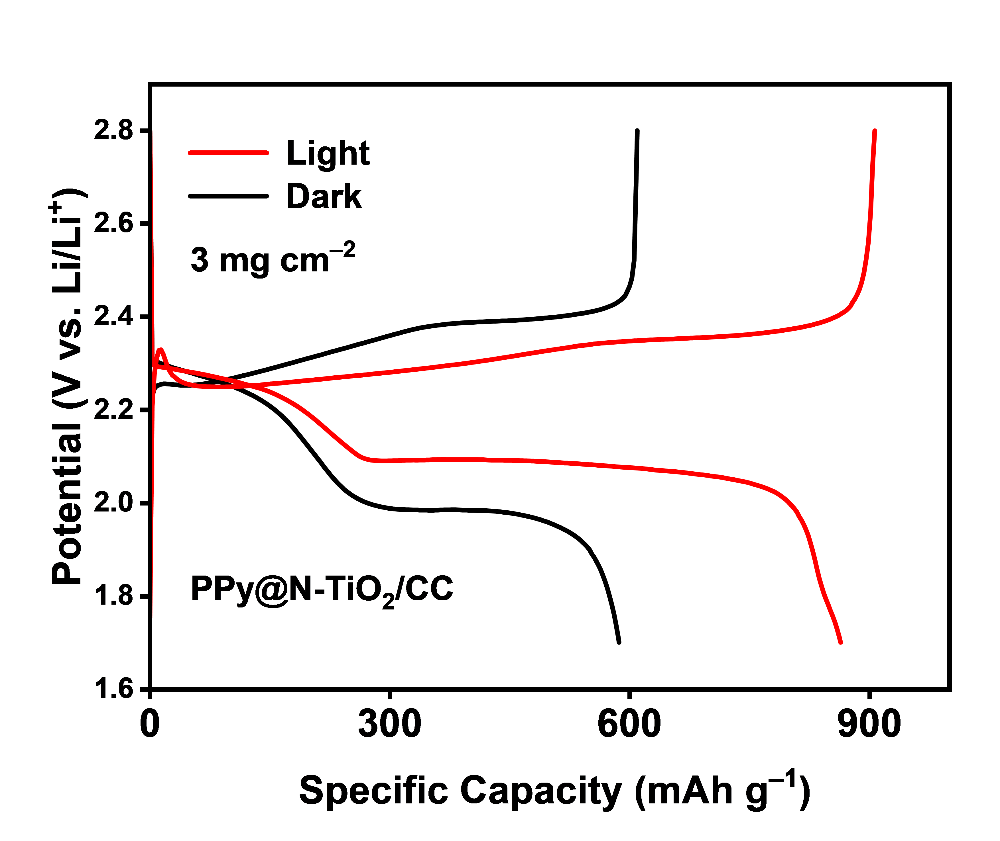 Potential (V vs. Li/Li⁺)
2.8
2.6
2.4
2.2
2.0
1.8
1.6
Light
Dark
3 mg cm⁻²
PPy@N-TiO₂/CC
0 300 600 900
Specific Capacity (mAh g⁻¹)